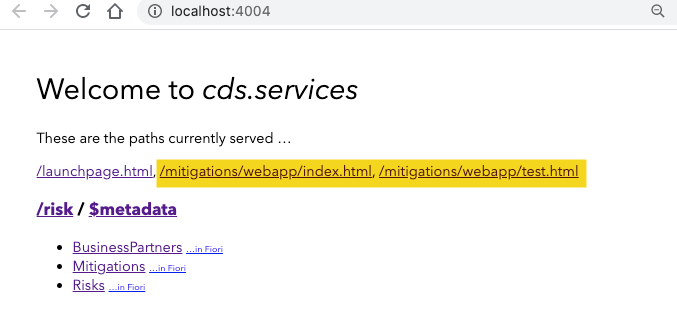 localhost:4004
Welcome to cds.services
These are the paths currently served …
/launchpage.html, /mitigations/webapp/index.html, /mitigations/webapp/test.html
/risk / $metadata
• BusinessPartners ...in Fiori
• Mitigations ...in Fiori
• Risks ...in Fiori